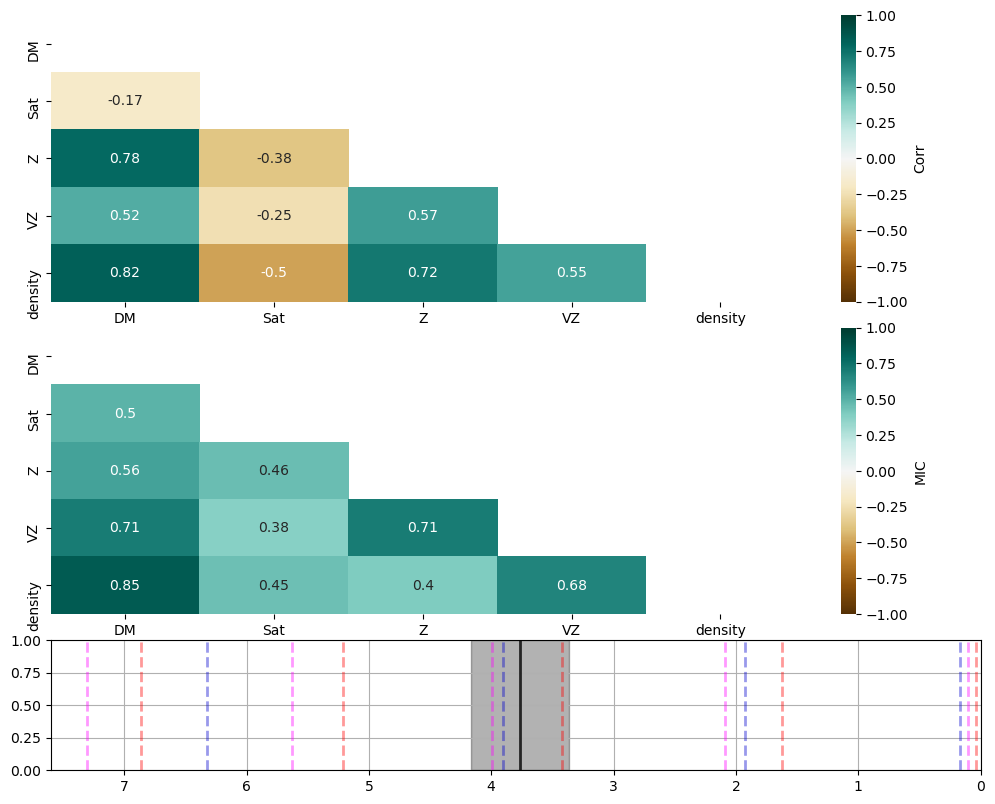 DM
Sat
Z
VZ
density
-0.17
0.78 -0.38
0.52 -0.25 0.57
0.82 -0.5 0.72 0.55
DM Sat Z VZ density
1.00
0.75
0.50
0.25
0.00
−0.25
−0.50
−0.75
−1.00
Corr
DM
Sat
Z
VZ
density
0.5
0.56 0.46
0.71 0.38 0.71
0.85 0.45 0.4 0.68
DM Sat Z VZ density
1.00
0.75
0.50
0.25
0.00
−0.25
−0.50
−0.75
−1.00
MIC
1.00
0.75
0.50
0.25
0.00
7 6 5 4 3 2 1 0